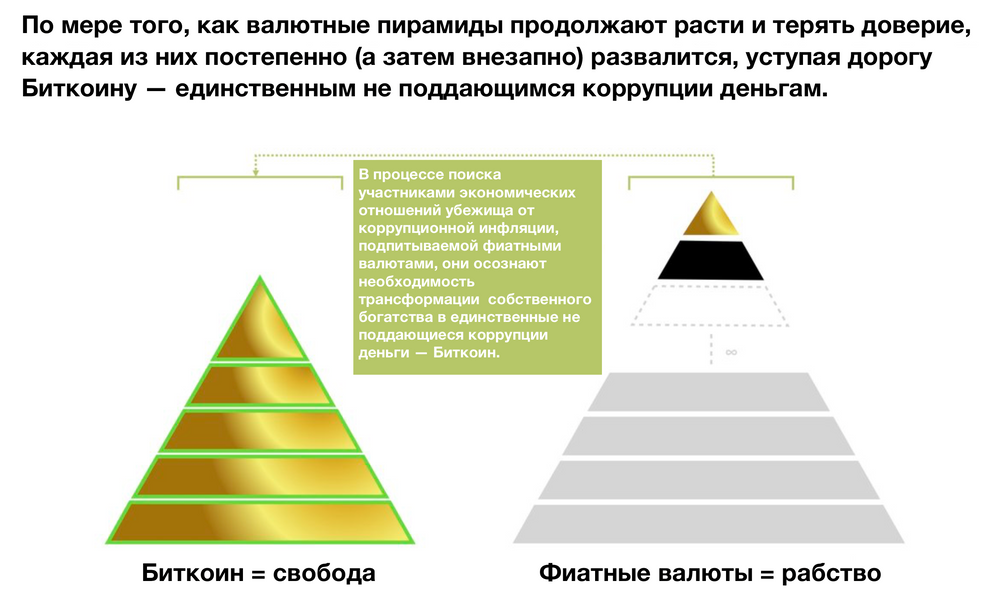 По мере того, как валютные пирамиды продолжают расти и терять доверие,
каждая из них постепенно (а затем внезапно) развалится, уступая дорогу
Биткоину — единственным не поддающимся коррупции деньгам.
В процессе поиска
участниками экономических
отношений убежища от
коррупционной инфляции,
подпитываемой фиатными
валютами, они осознают
необходимость
трансформации  собственного
богатства в единственные не
поддающиеся коррупции
деньги — Биткоин.
∞
Биткоин = свобода
Фиатные валюты = рабство